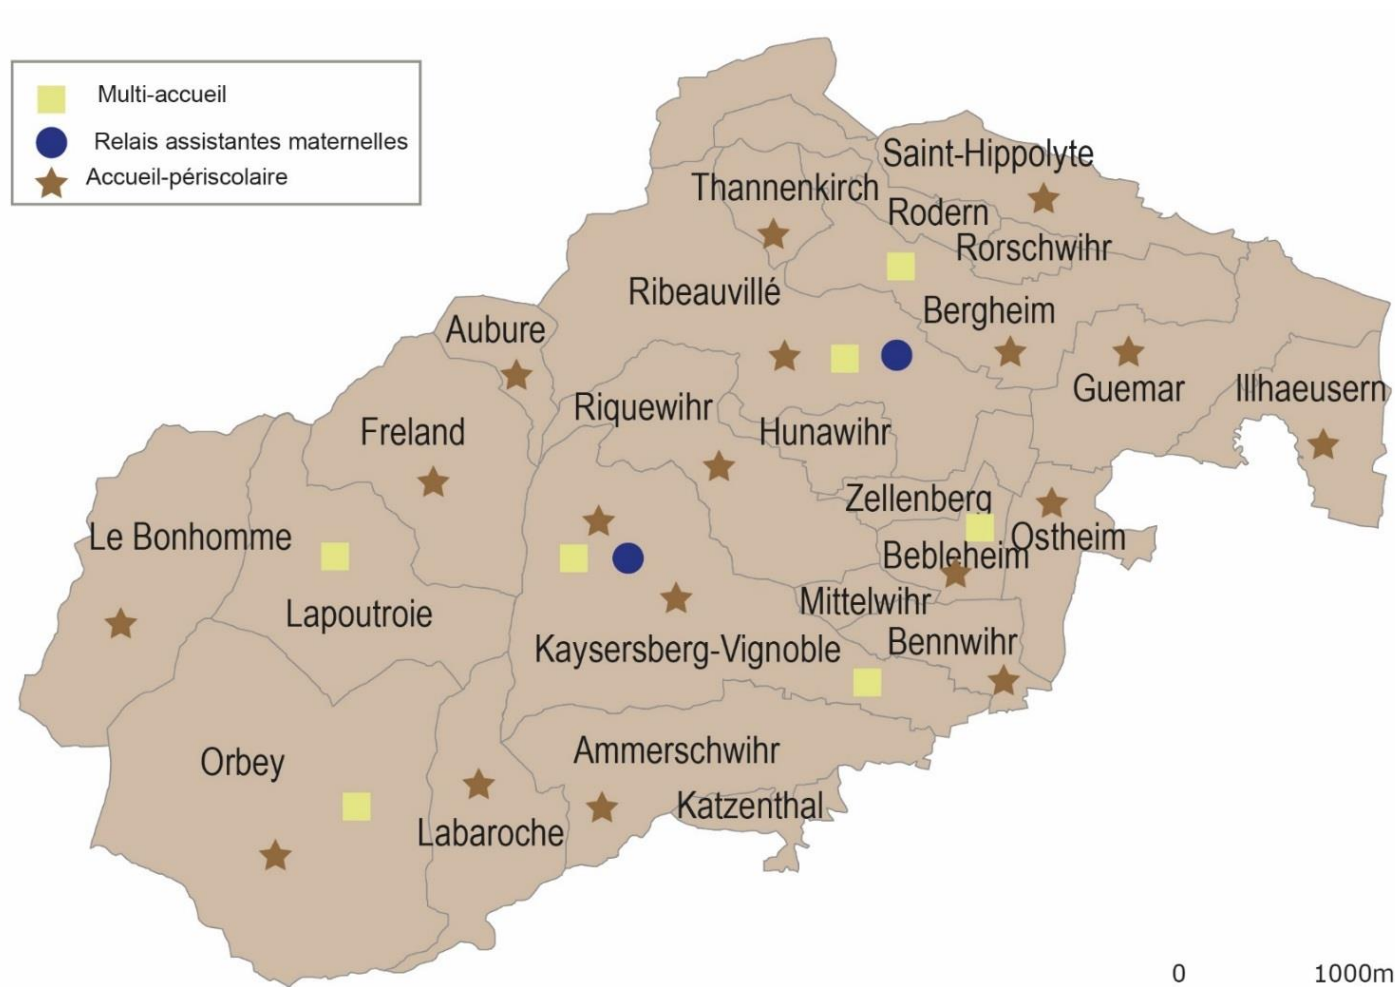 Multi-accueil
Relais assistantes maternelles
Accueil-périscolaire
Saint-Hippolyte
Thannenkirch
Rodern
Rorschwihr
Ribeauvillé
Bergheim
Aubure
Guemar
Illhaeusern
Riquewihr
Freland
Hunawihr
Zellenberg
Le Bonhomme
Ostheim
Bebleheim
Lapoutroie
Mittelwihr
Bennwihr
Kaysersberg-Vignoble
Orbey
Ammerschwihr
Katzenthal
Labaroche
0 1000m